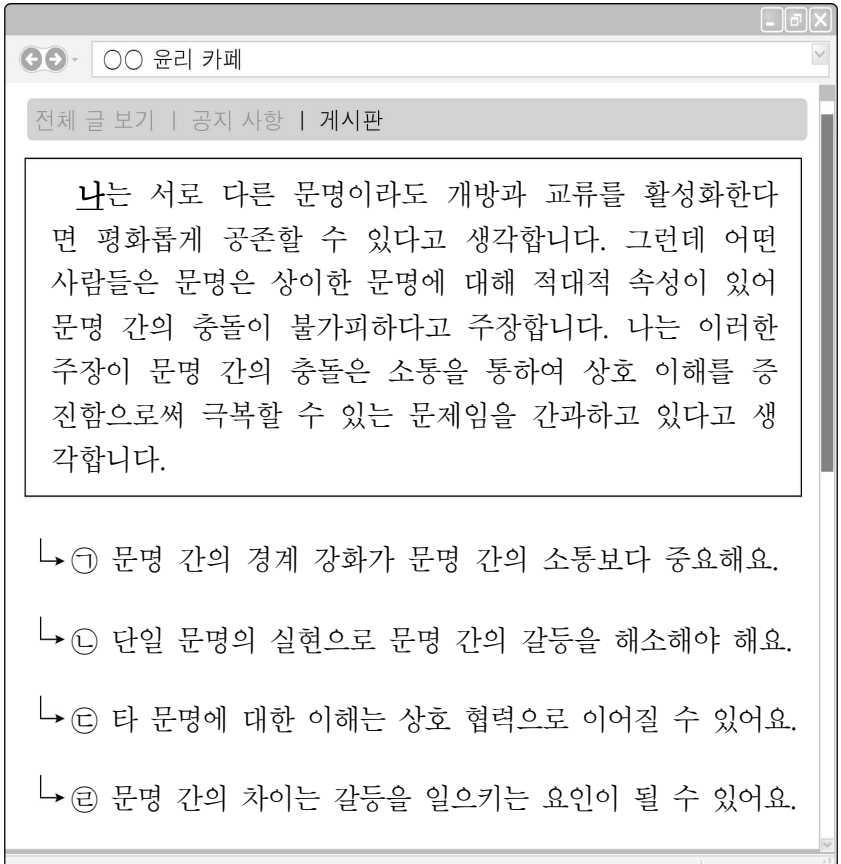 ○○ 윤리 카페
전체 글 보기 | 공지 사항 | 게시판
나는 서로 다른 문명이라도 개방과 교류를 활성화한다
면 평화롭게 공존할 수 있다고 생각합니다. 그런데 어떤
사람들은 문명은 상이한 문명에 대해 적대적 속성이 있어
문명 간의 충돌이 불가피하다고 주장합니다. 나는 이러한
주장이 문명 간의 충돌은 소통을 통하여 상호 이해를 증
진함으로써 극복할 수 있는 문제임을 간과하고 있다고 생
각합니다.
㉠ 문명 간의 경계 강화가 문명 간의 소통보다 중요해요.
㉡ 단일 문명의 실현으로 문명 간의 갈등을 해소해야 해요.
㉢ 타 문명에 대한 이해는 상호 협력으로 이어질 수 있어요.
㉣ 문명 간의 차이는 갈등을 일으키는 요인이 될 수 있어요.